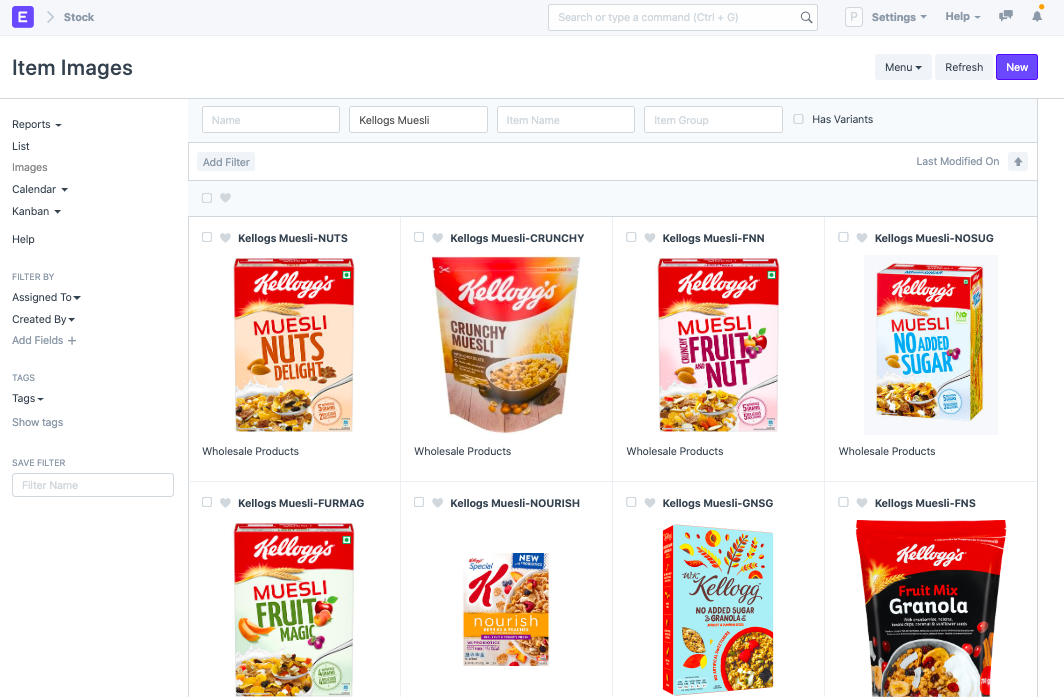 E Stock Search or type a command (Ctrl + G) P Settings Help
Item Images Menu Refresh New
Reports
List
Images
Calendar
Kanban
Help
FILTER BY
Assigned To
Created By
Add Fields +
TAGS
Tags
Show tags
SAVE FILTER
Filter Name
Name Kellogs Muesli Item Name Item Group Has Variants
Add Filter Last Modified On
Kellogs Muesli-NUTS
Kellogg's
MUESLI
NUTS
DELIGHT
Wholesale Products
Kellogs Muesli-CRUNCHY
Kellogg's
CRUNCHY
MUESLI
Wholesale Products
Kellogs Muesli-FNN
Kellogg's
MUESLI
CRUNCHY
FRUIT
AND
NUT
Wholesale Products
Kellogs Muesli-NOSUG
Kellogg's
NO
MUESLI
NO ADDED
SUGAR
Wholesale Products
Kellogs Muesli-FURMAG
Kellogg's
MUESLI
FRUIT
MAGIC
Kellogs Muesli-NOURISH
NEW
Special
K
nourish
Kellogs Muesli-GNSG
W.K.
Kellogg
NO ADDED SUGAR
GRANOLA
Kellogs Muesli-FNS
Kellogg's
Fruit Mix
Granola